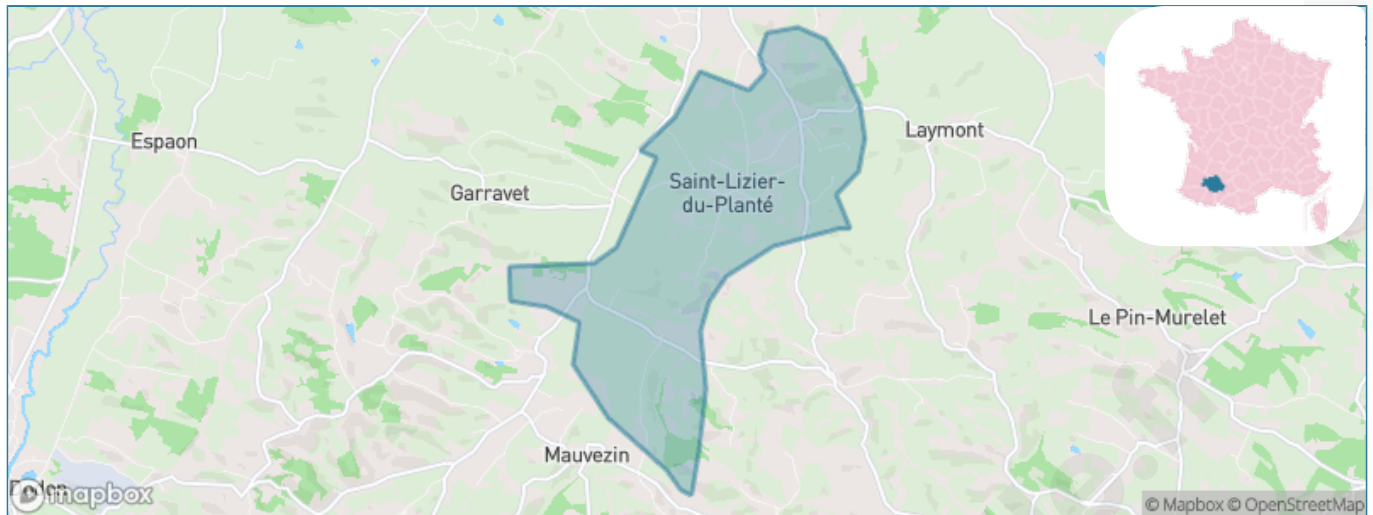 Espaon
Laymont
Garravet
Saint-Lizier-
du-Planté
Le Pin-Murelet
Mauvezin
mapbox
© Mapbox © OpenStreetMap